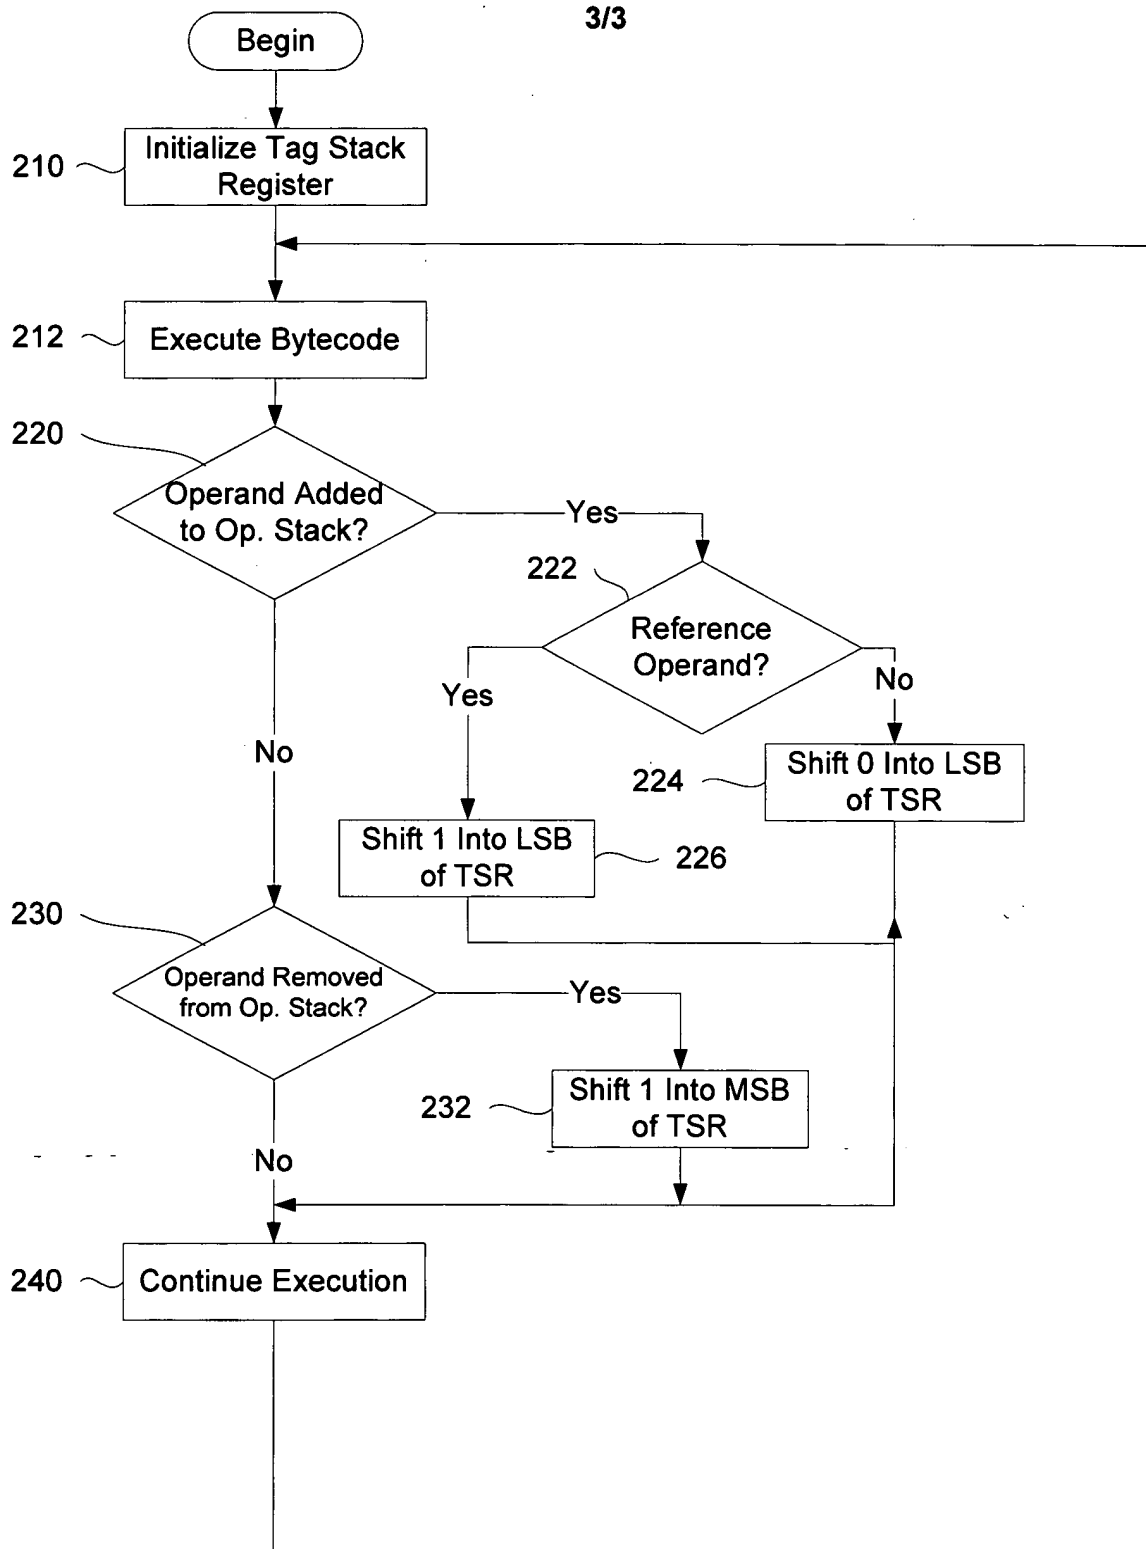 3/3
Begin
210
Initialize Tag Stack
Register
212
Execute Bytecode
220
Operand Added
to Op. Stack?
Yes
222
Reference
Operand?
Yes
No
No
224
Shift 0 Into LSB
of TSR
Shift 1 Into LSB
of TSR
226
230
Operand Removed
from Op. Stack?
Yes
232
Shift 1 Into MSB
of TSR
No
240
Continue Execution